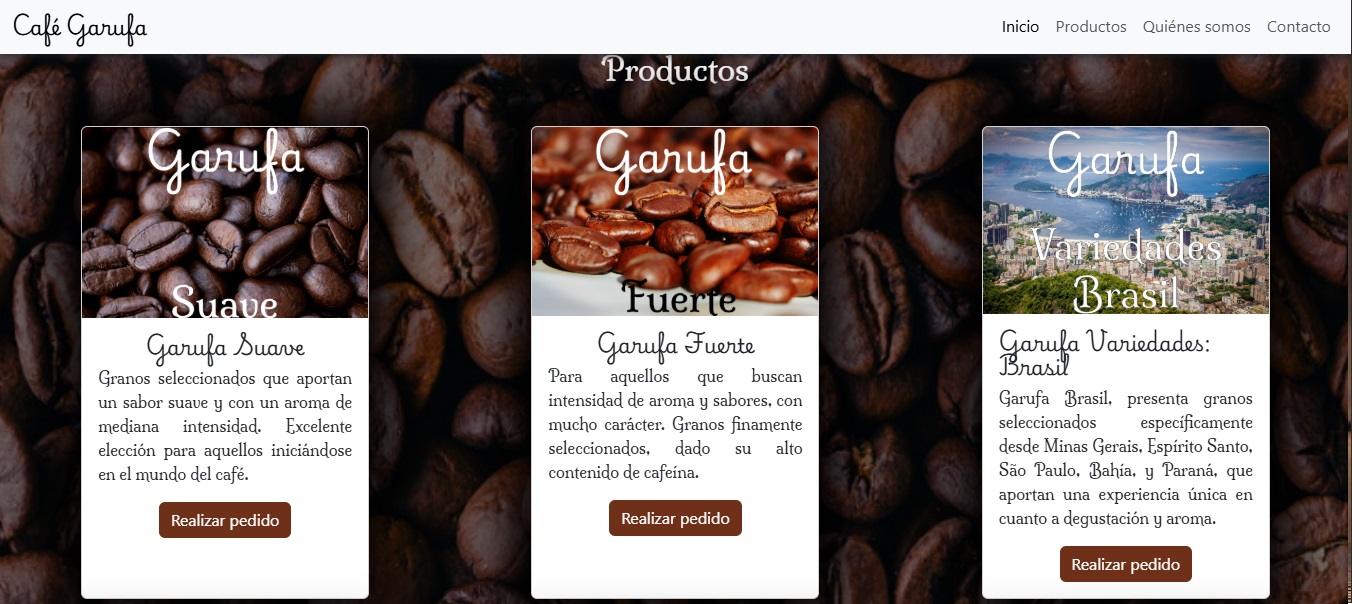 Café Garufa
Inicio Productos Quiénes somos Contacto
Productos
Garufa
Suave
Garufa Suave
Granos seleccionados que aportan
un sabor suave y con un aroma de
mediana intensidad. Excelente
elección para aquellos iniciándose
en el mundo del café.
Realizar pedido
Garufa
Fuerte
Garufa Fuerte
Para aquellos que buscan
intensidad de aroma y sabores, con
mucho carácter. Granos finamente
seleccionados, dado su alto
contenido de cafeína.
Realizar pedido
Garufa
Variedades
Brasil
Garufa Variedades:
Brasil
Garufa Brasil, presenta granos
seleccionados específicamente
desde Minas Gerais, Espírito Santo,
São Paulo, Bahía, y Paraná, que
aportan una experiencia única en
cuanto a degustación y aroma.
Realizar pedido